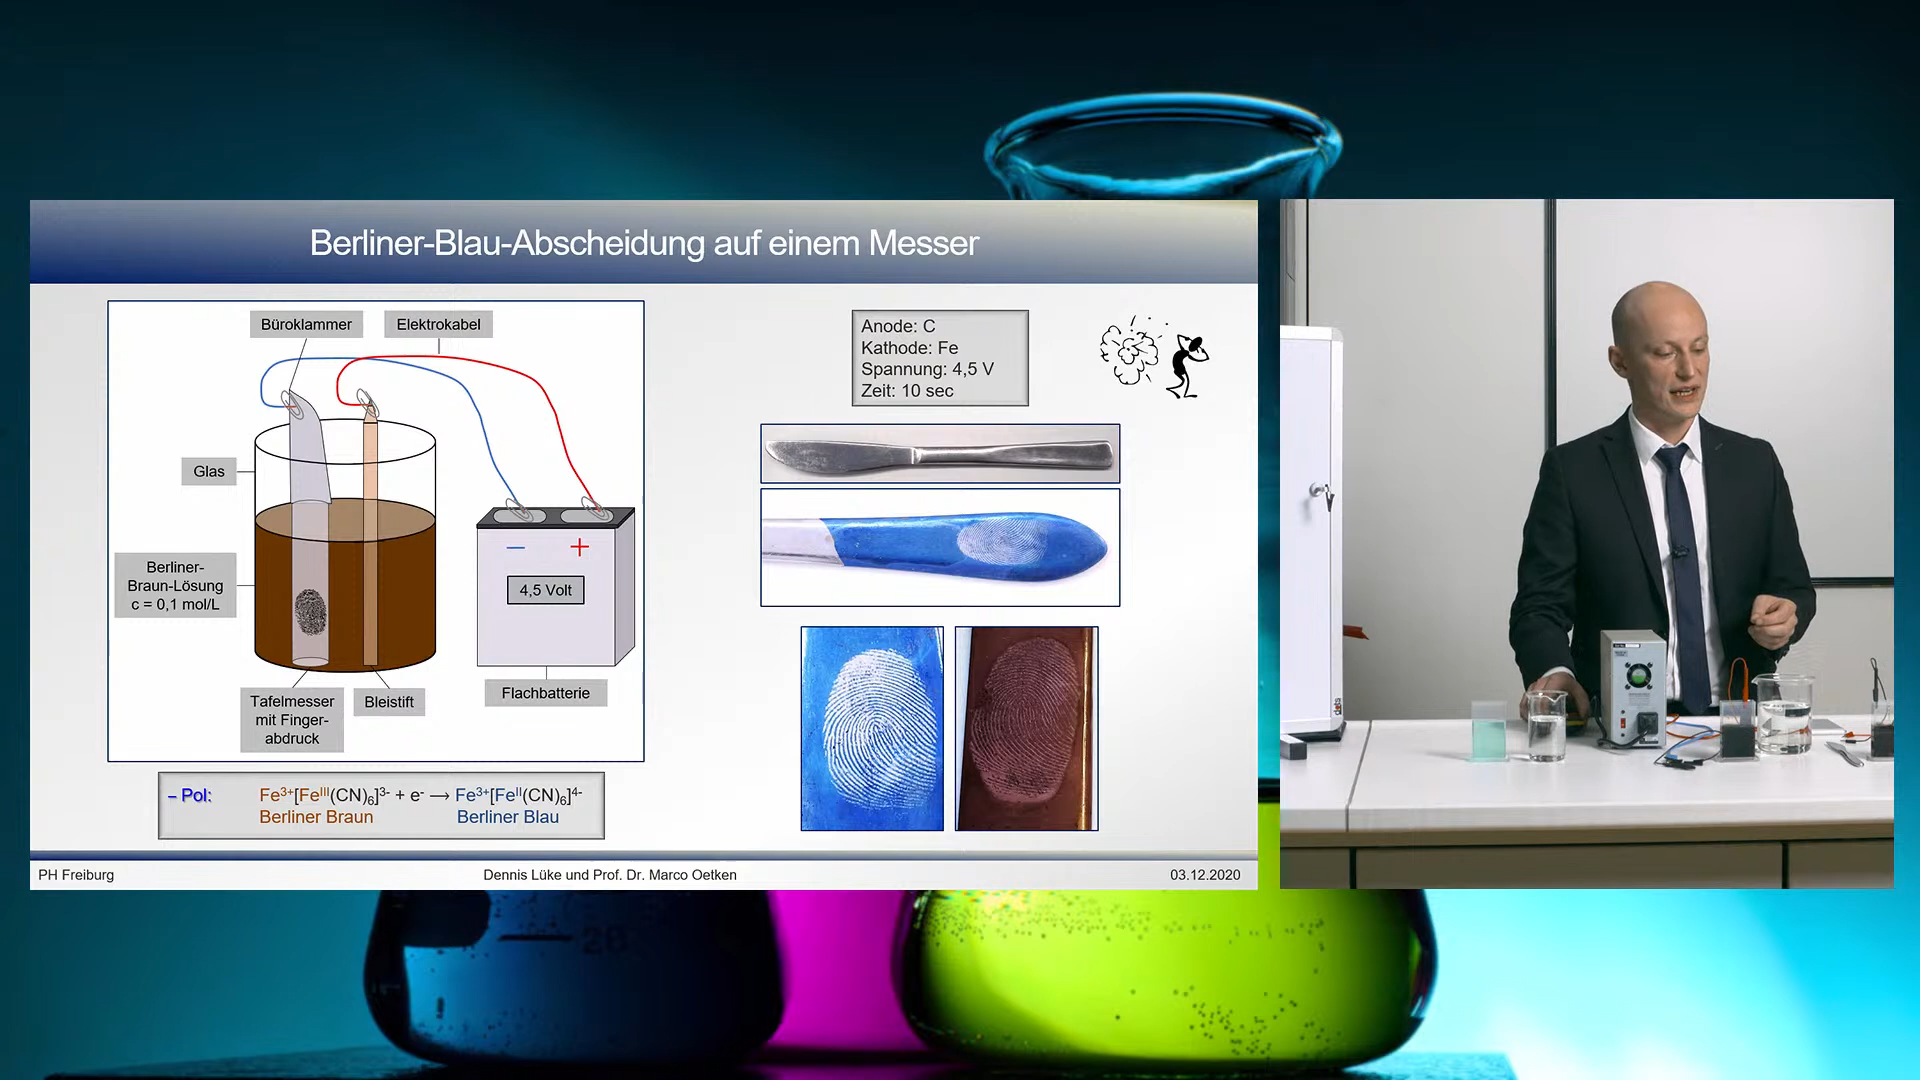 Berliner-Blau-Abscheidung auf einem Messer
Büroklammer
Elektrokabel
Glas
Berliner-
Braun-Lösung
c = 0,1 mol/L
− +
4,5 Volt
Tafelmesser
mit Finger-
abdruck
Bleistift
Flachbatterie
Anode: C
Kathode: Fe
Spannung: 4,5 V
Zeit: 10 sec
– Pol: Fe³⁺[Feᴵᴵᴵ(CN)₆]³⁻ + e⁻ → Fe³⁺[Feᴵᴵ(CN)₆]⁴⁻
Berliner Braun Berliner Blau
PH Freiburg Dennis Lüke und Prof. Dr. Marco Oetken 03.12.2020